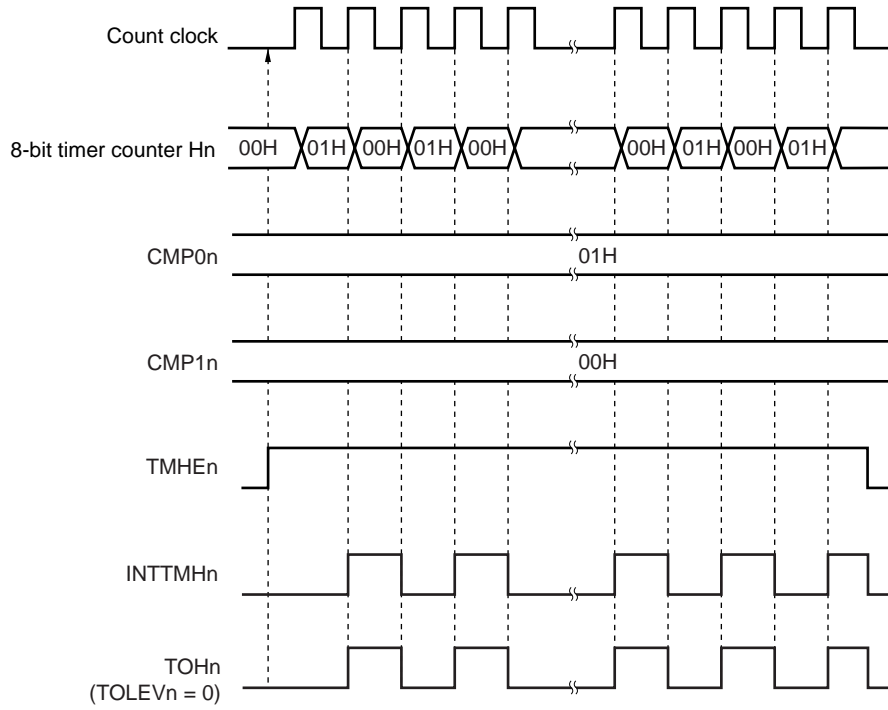 Count clock
8-bit timer counter Hn 00H 01H 00H 01H 00H 00H 01H 00H 01H
CMP0n 01H
CMP1n 00H
TMHEn
INTTMHn
TOHn
(TOLEVn = 0)